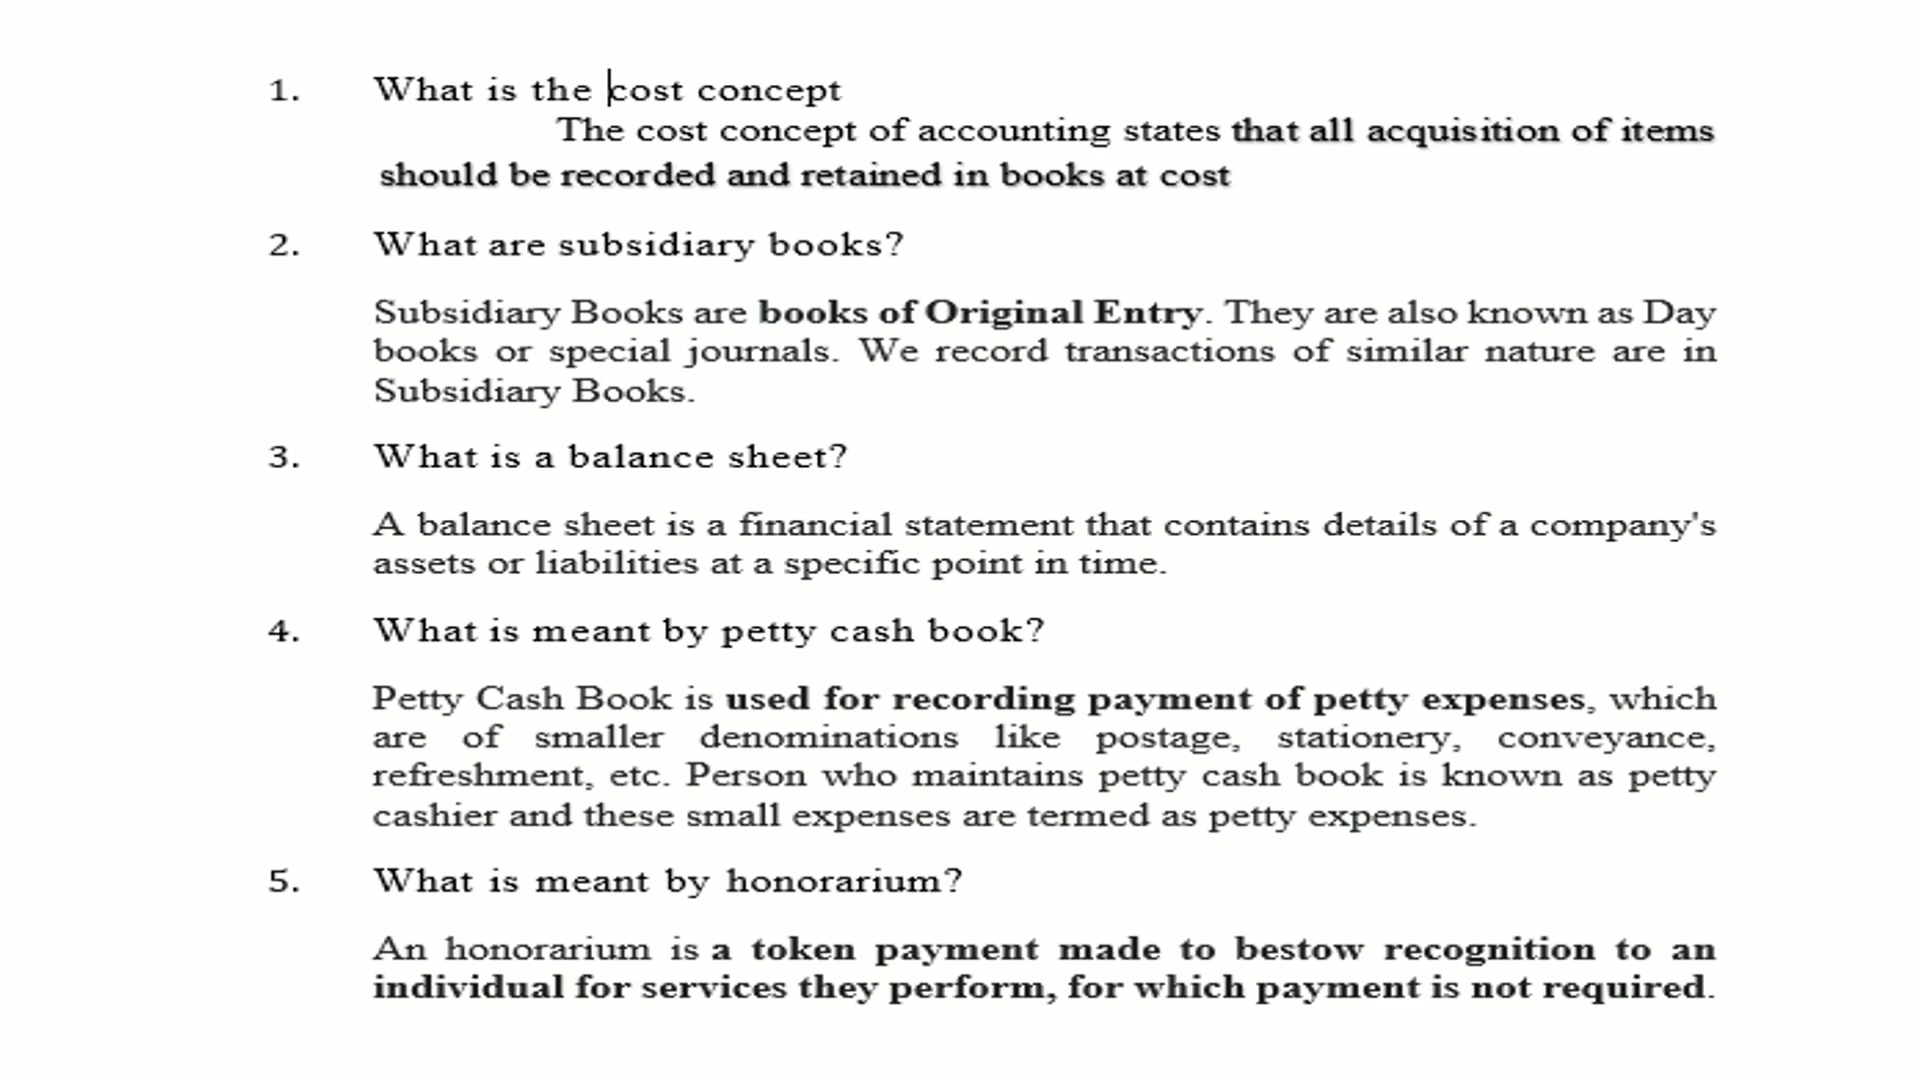 1. What is the cost concept
The cost concept of accounting states that all acquisition of items
should be recorded and retained in books at cost
2. What are subsidiary books?
Subsidiary Books are books of Original Entry. They are also known as Day
books or special journals. We record transactions of similar nature are in
Subsidiary Books.
3. What is a balance sheet?
A balance sheet is a financial statement that contains details of a company's
assets or liabilities at a specific point in time.
4. What is meant by petty cash book?
Petty Cash Book is used for recording payment of petty expenses, which
are of smaller denominations like postage, stationery, conveyance,
refreshment, etc. Person who maintains petty cash book is known as petty
cashier and these small expenses are termed as petty expenses.
5. What is meant by honorarium?
An honorarium is a token payment made to bestow recognition to an
individual for services they perform, for which payment is not required.